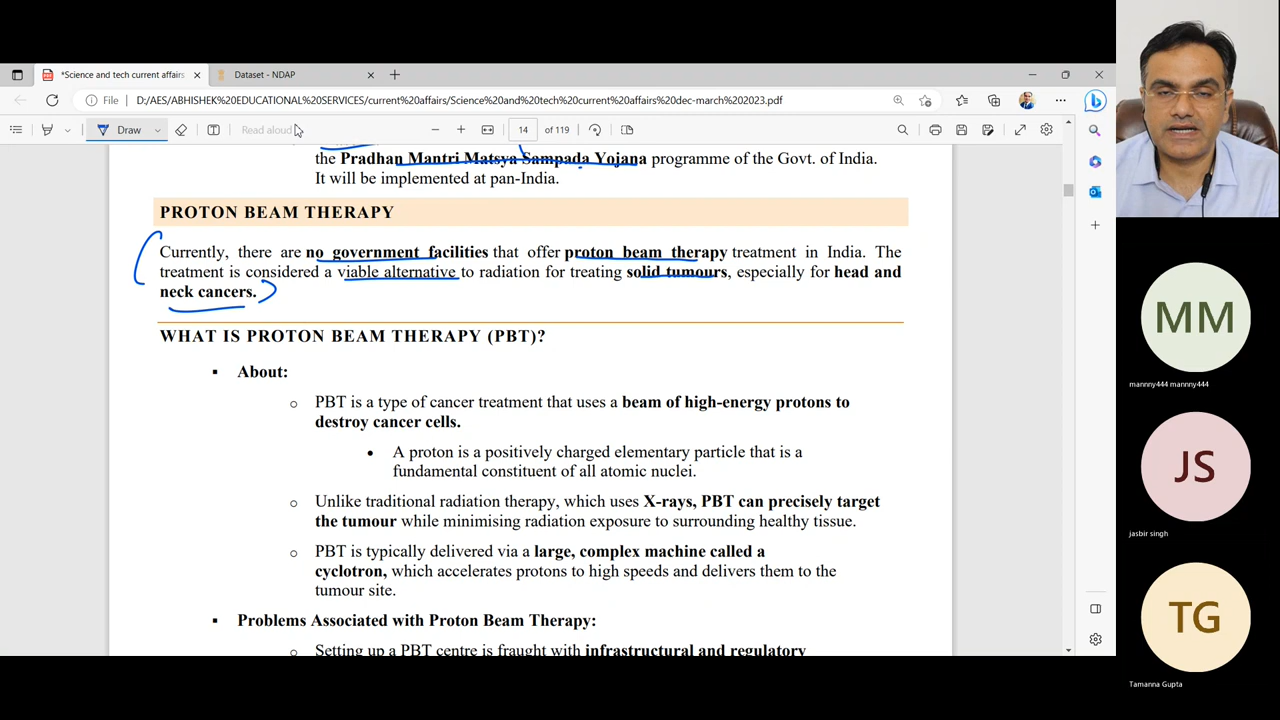 *Science and tech current affairs
Dataset - NDAP
File
D:/AES/ABHISHEK%20EDUCATIONAL%20SERVICES/current%20affairs/Science%20and%20tech%20current%20affairs%20dec-march%202023.pdf
Draw
Read aloud
14 of 119
the Pradhan Mantri Matsya Sampada Yojana programme of the Govt. of India.
It will be implemented at pan-India.
PROTON BEAM THERAPY
Currently, there are no government facilities that offer proton beam therapy treatment in India. The
treatment is considered a viable alternative to radiation for treating solid tumours, especially for head and
neck cancers.
WHAT IS PROTON BEAM THERAPY (PBT)?
▪ About:
o PBT is a type of cancer treatment that uses a beam of high-energy protons to
destroy cancer cells.
• A proton is a positively charged elementary particle that is a
fundamental constituent of all atomic nuclei.
o Unlike traditional radiation therapy, which uses X-rays, PBT can precisely target
the tumour while minimising radiation exposure to surrounding healthy tissue.
o PBT is typically delivered via a large, complex machine called a
cyclotron, which accelerates protons to high speeds and delivers them to the
tumour site.
▪ Problems Associated with Proton Beam Therapy:
o Setting up a PBT centre is fraught with infrastructural and regulatory
MM
mannny444 mannny444
JS
jasbir singh
TG
Tamanna Gupta